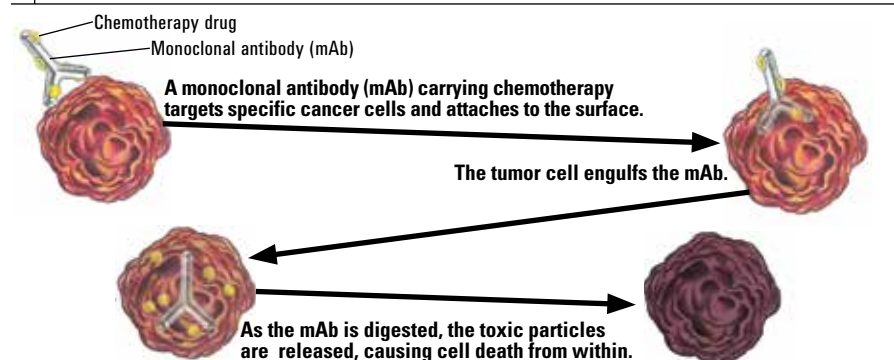 Chemotherapy drug
Monoclonal antibody (mAb)
A monoclonal antibody (mAb) carrying chemotherapy
targets specific cancer cells and attaches to the surface.
The tumor cell engulfs the mAb.
As the mAb is digested, the toxic particles
are released, causing cell death from within.